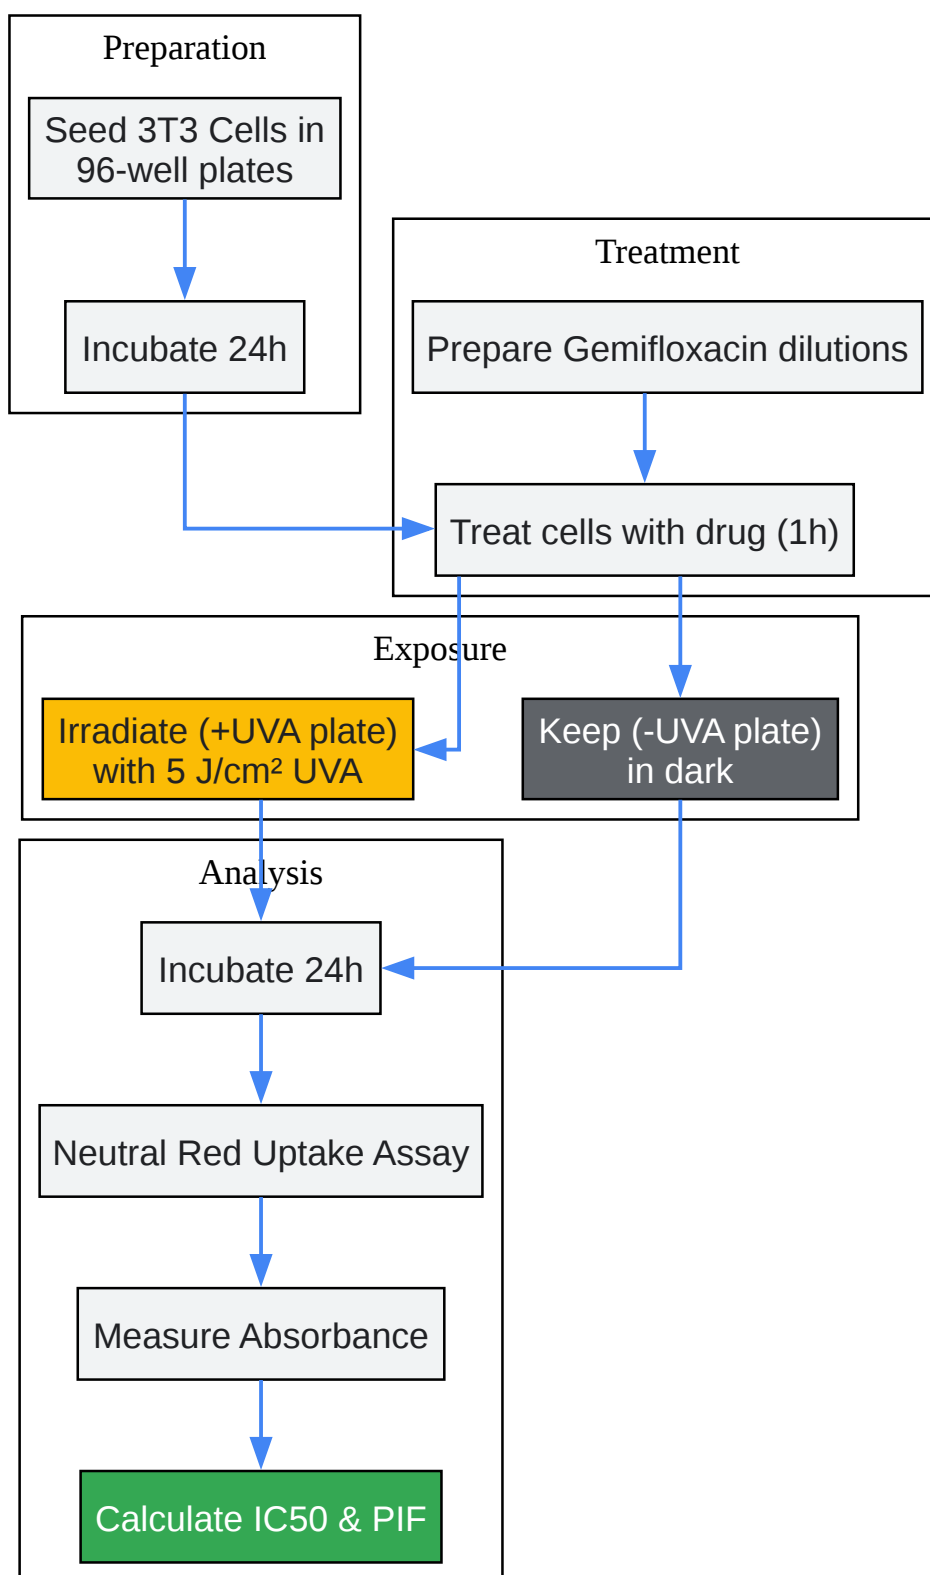 Preparation
Seed 3T3 Cells in
96-well plates
Incubate 24h
Treatment
Prepare Gemifloxacin dilutions
Treat cells with drug (1h)
Exposure
Irradiate (+UVA plate)
with 5 J/cm² UVA
Keep (-UVA plate)
in dark
Analysis
Incubate 24h
Neutral Red Uptake Assay
Measure Absorbance
Calculate IC50 & PIF